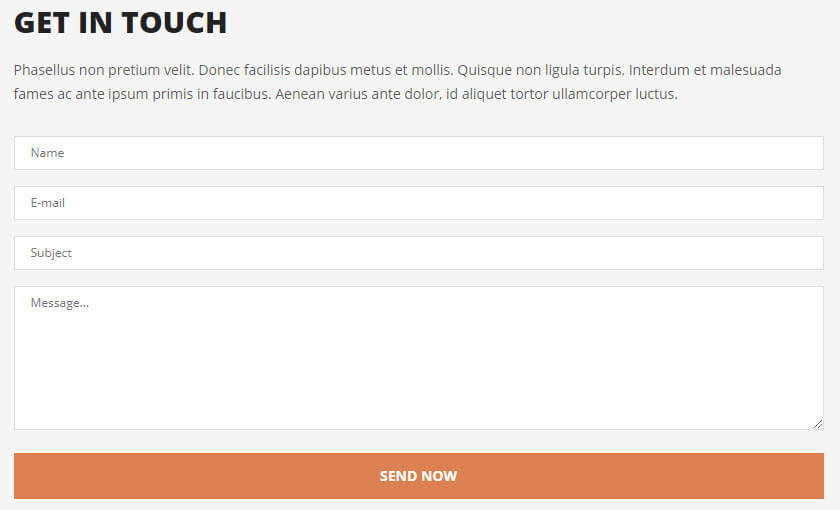 GET IN TOUCH
Phasellus non pretium velit. Donec facilisis dapibus metus et mollis. Quisque non ligula turpis. Interdum et malesuada
fames ac ante ipsum primis in faucibus. Aenean varius ante dolor, id aliquet tortor ullamcorper luctus.
Name
E-mail
Subject
Message...
SEND NOW